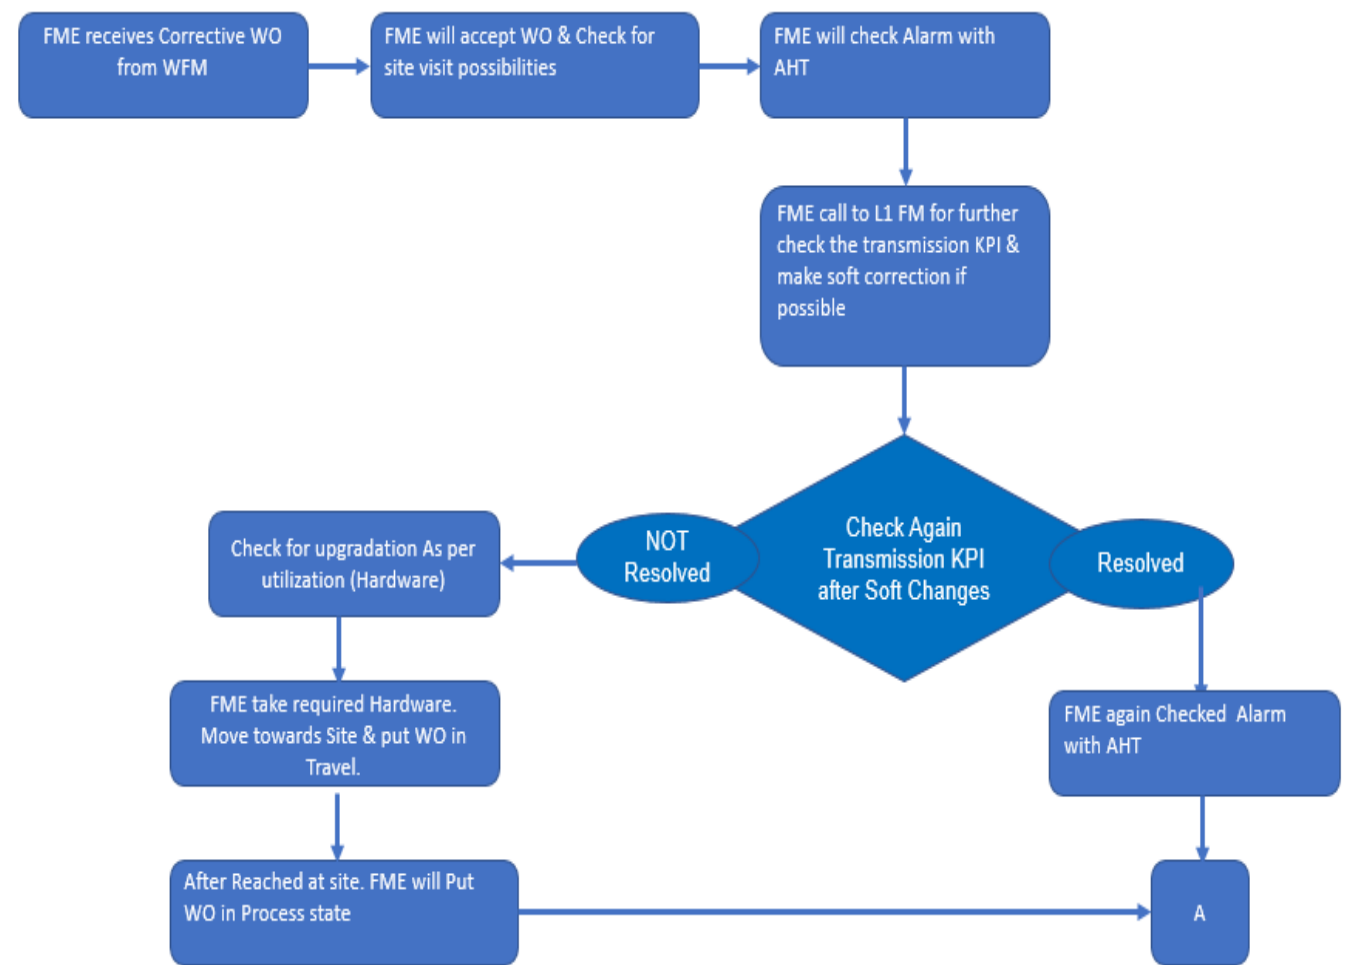 FME receives Corrective WO
from WFM
FME will accept WO & Check for
site visit possibilities
FME will check Alarm with
AHT
FME call to L1 FM for further
check the transmission KPI &
make soft correction if
possible
Check Again
Transmission KPI
after Soft Changes
NOT
Resolved
Resolved
Check for upgradation As per
utilization (Hardware)
FME take required Hardware.
Move towards Site & put WO in
Travel.
FME again Checked Alarm
with AHT
After Reached at site. FME will Put
WO in Process state
A